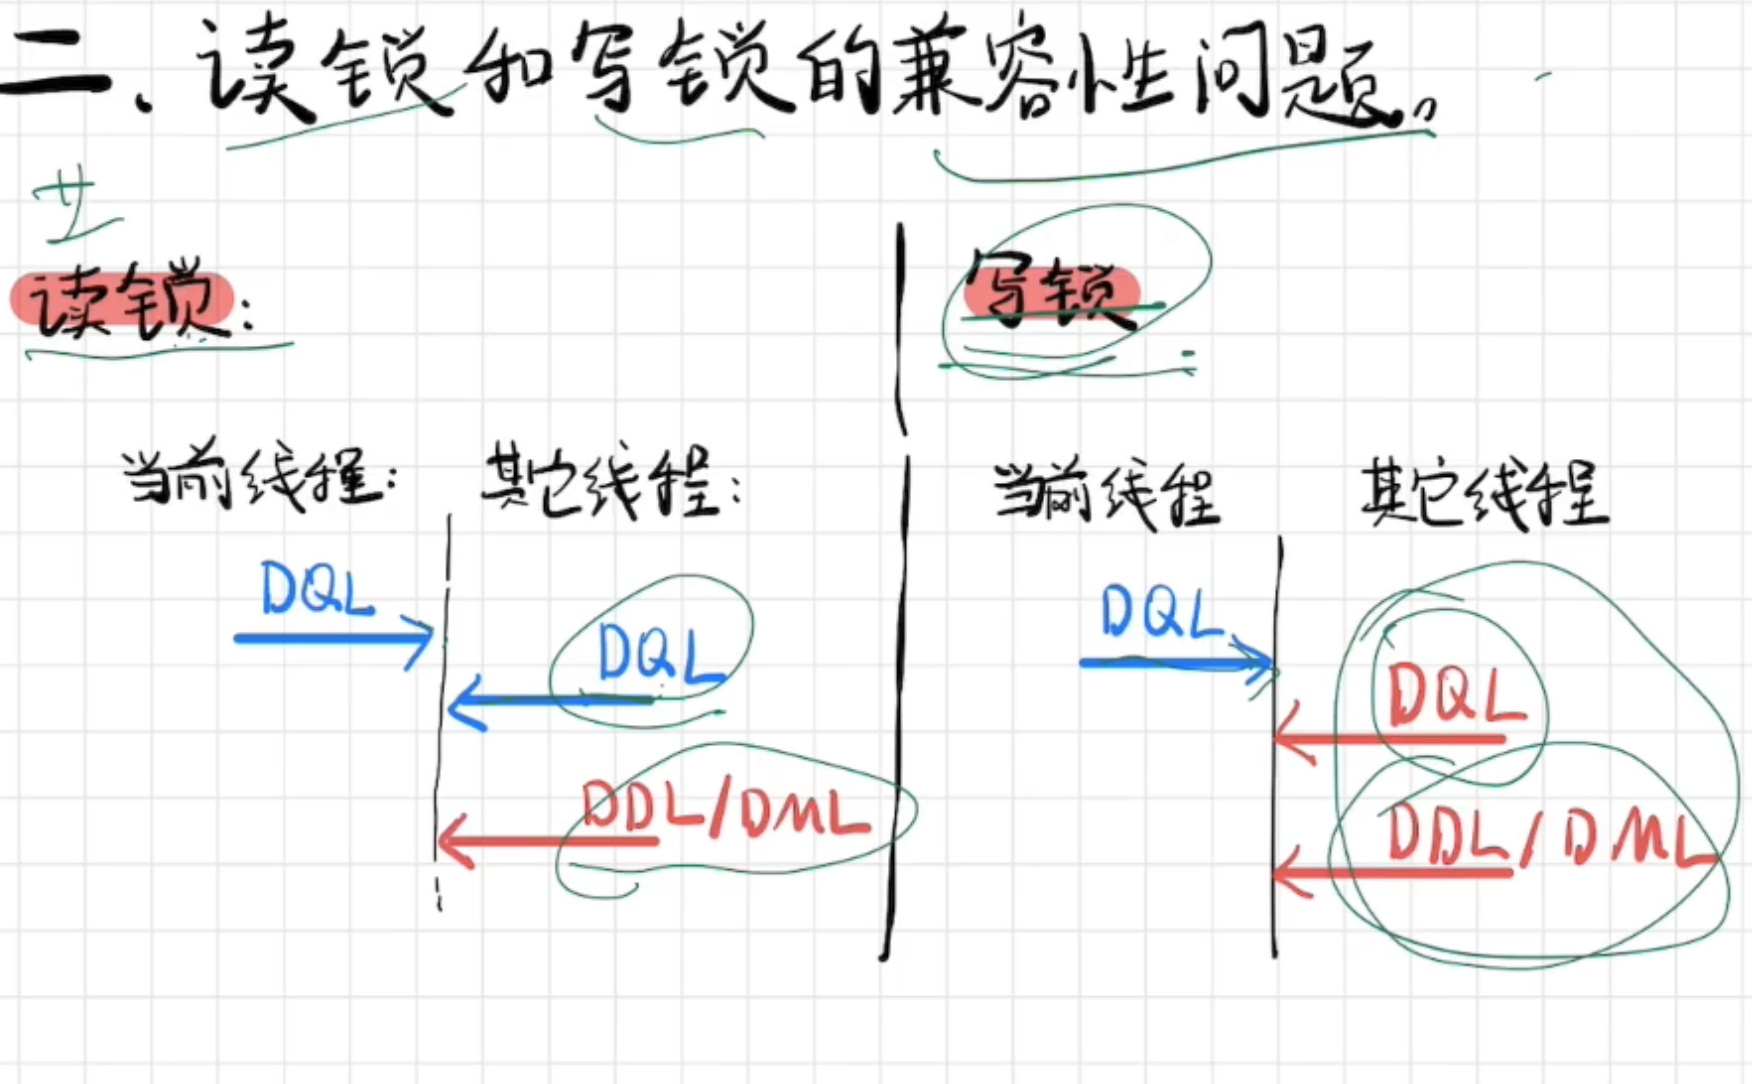 二、读锁和写锁的兼容性问题。
读锁:
写锁:
当前线程: 其它线程:
当前线程 其它线程
DQL
DQL
DDL/DML
DQL
DQL
DDL/DML